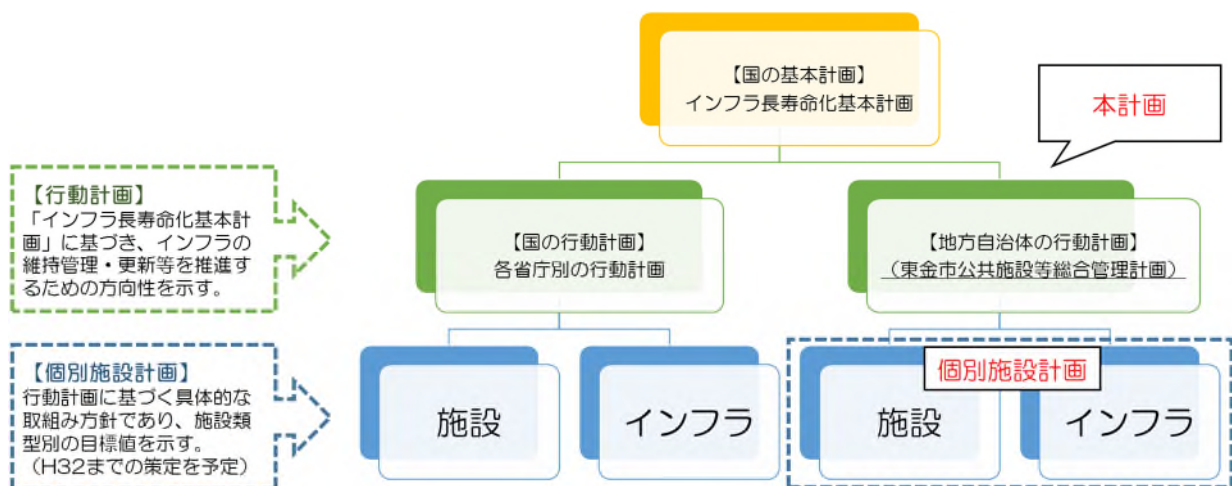 【国の基本計画】
インフラ長寿命化基本計画
本計画
【行動計画】
「インフラ長寿命化基本計
画」に基づき、インフラの
維持管理・更新等を推進す
るための方向性を示す。
【国の行動計画】
各省庁別の行動計画
【地方自治体の行動計画】
（東金市公共施設等総合管理計画）
【個別施設計画】
行動計画に基づく具体的な
取組み方針であり、施設類
型別の目標値を示す。
（H32までの策定を予定）
施設
インフラ
個別施設計画
施設
インフラ